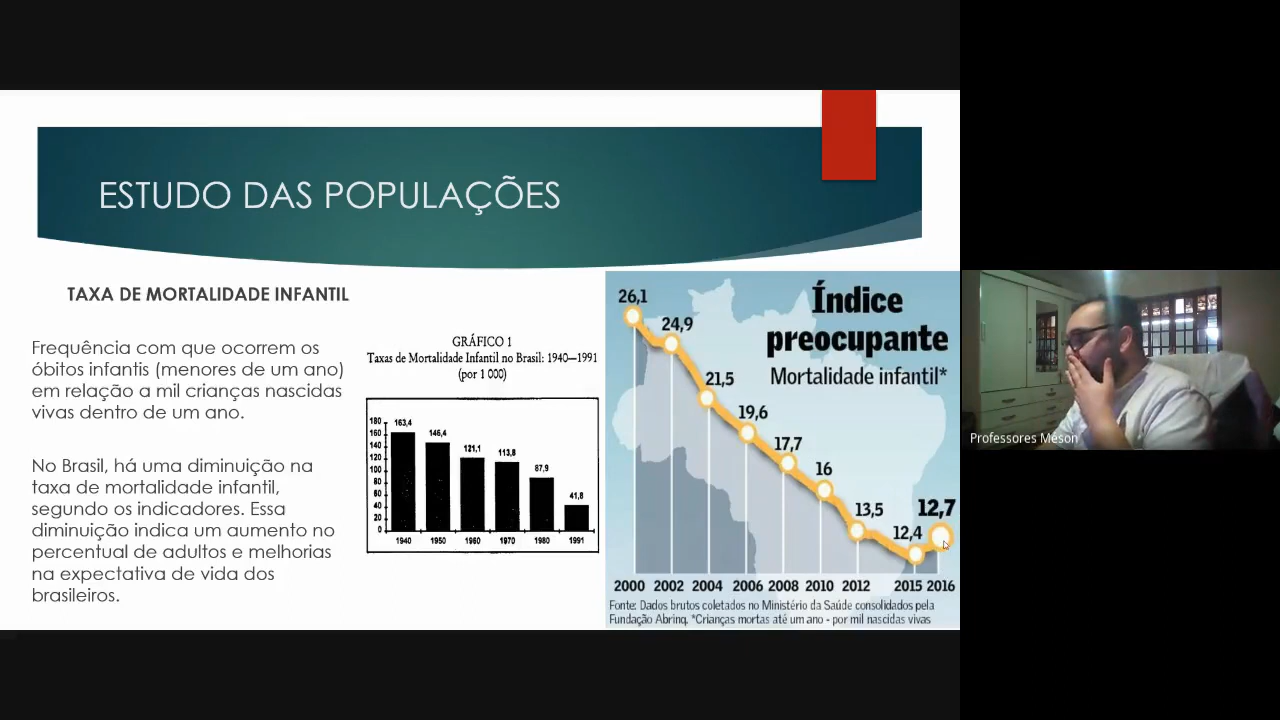 ESTUDO DAS POPULAÇÕES
TAXA DE MORTALIDADE INFANTIL
Frequência com que ocorrem os
óbitos infantis (menores de um ano)
em relação a mil crianças nascidas
vivas dentro de um ano.
No Brasil, há uma diminuição na
taxa de mortalidade infantil,
segundo os indicadores. Essa
diminuição indica um aumento no
percentual de adultos e melhorias
na expectativa de vida dos
brasileiros.
GRÁFICO 1
Taxas de Mortalidade Infantil no Brasil: 1940—1991
(por 1 000)
180
160
140
120
100
80
60
40
20
0
163,4
146,4
121,1
113,8
87,9
41,8
1940 1950 1960 1970 1980 1991
Índice
preocupante
Mortalidade infantil*
26,1
24,9
21,5
19,6
17,7
16
13,5
12,4
12,7
2000 2002 2004 2006 2008 2010 2012 2015 2016
Fonte: Dados brutos coletados no Ministério da Saúde consolidados pela
Fundação Abrinq. *Crianças mortas até um ano - por mil nascidas vivas
Professores Meson